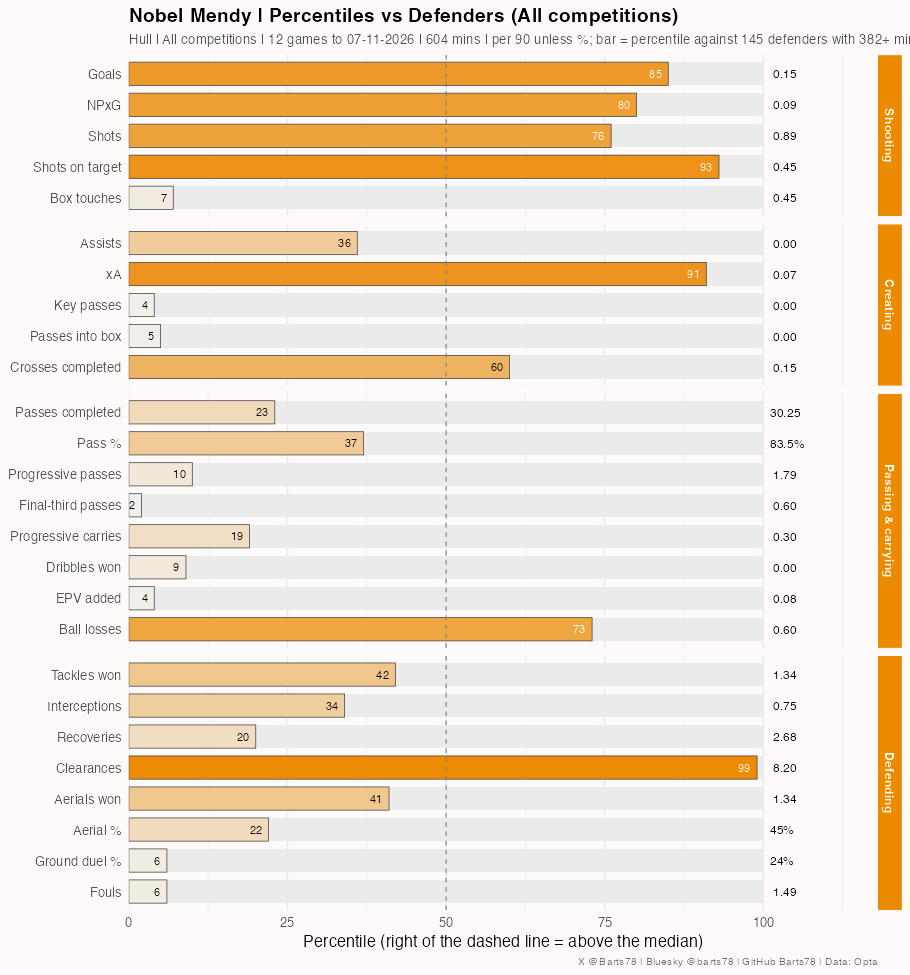 Nobel Mendy | Percentiles vs Defenders (All competitions)
Hull | All competitions | 12 games to 07-11-2026 | 604 mins | per 90 unless %; bar = percentile against 145 defenders with 382+
Goals 85 0.15
NPxG 80 0.09
Shots 76 0.89
Shots on target 93 0.45
Box touches 7 0.45
Shooting
Assists 36 0.00
xA 91 0.07
Key passes 4 0.00
Passes into box 5 0.00
Crosses completed 60 0.15
Creating
Passes completed 23 30.25
Pass % 37 83.5%
Progressive passes 10 1.79
Final-third passes 2 0.60
Progressive carries 19 0.30
Dribbles won 9 0.00
EPV added 4 0.08
Ball losses 73 0.60
Passing & carrying
Tackles won 42 1.34
Interceptions 34 0.75
Recoveries 20 2.68
Clearances 99 8.20
Aerials won 41 1.34
Aerial % 22 45%
Ground duel % 6 24%
Fouls 6 1.49
Defending
0 25 50 75 100
Percentile (right of the dashed line = above the median)
X @Barts78 | Bluesky @barts78 | GitHub Barts78 | Data: Opta